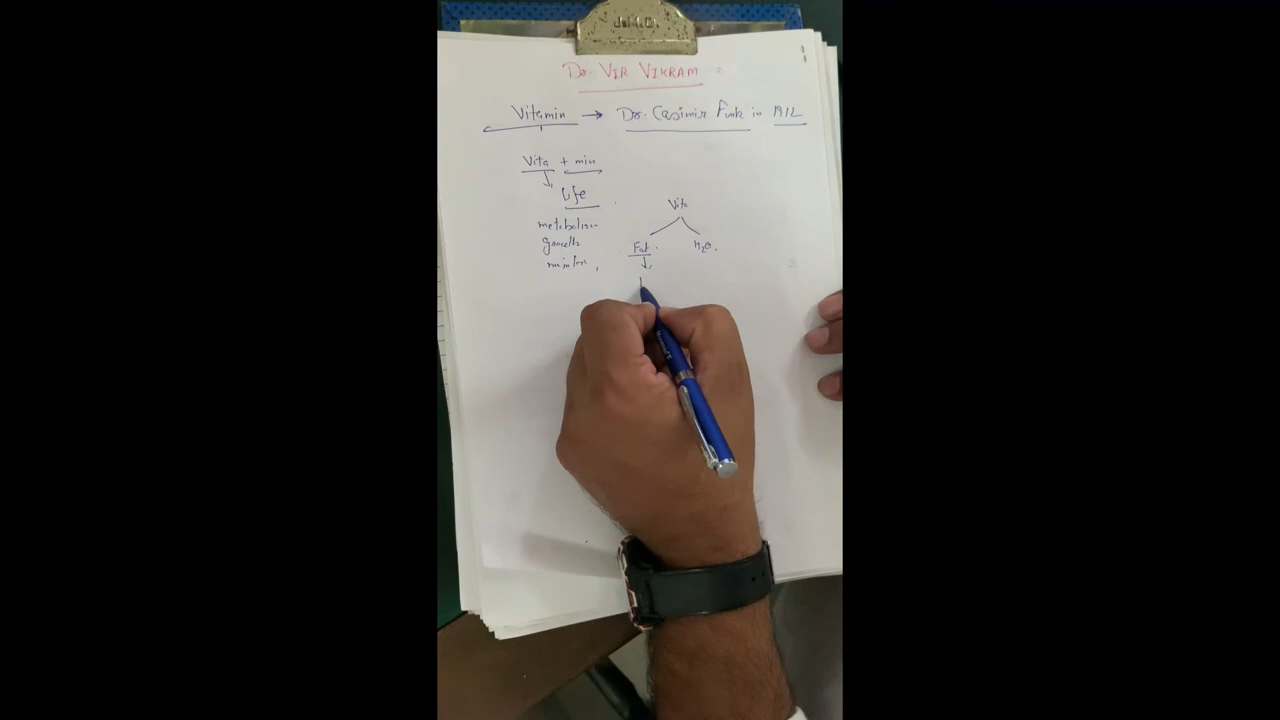 J.M.D.
Dr. VIR VIKRAM
Vitamin → Dr. Casimir Funk in 1912
Vita + min
Life
Vita
metabolism
growth
Fat H2O